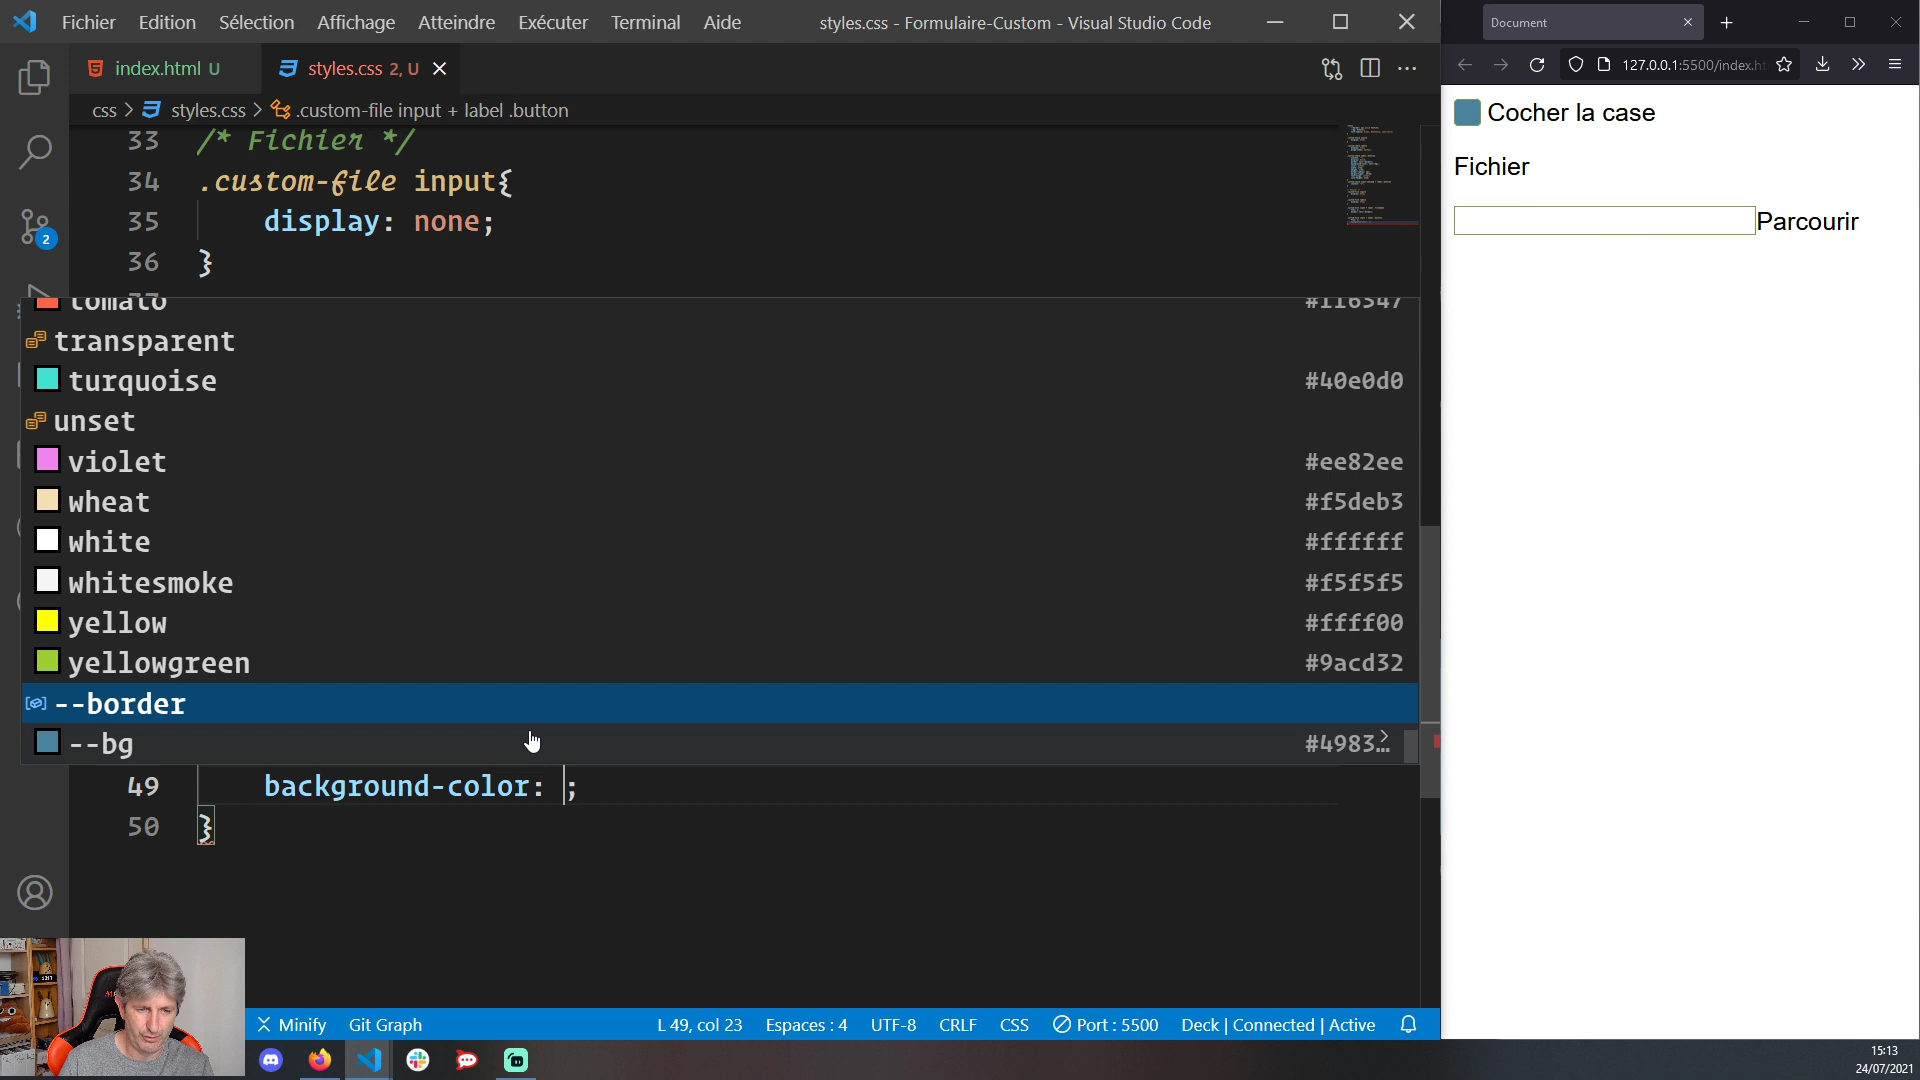 Fichier Edition Sélection Affichage Atteindre Exécuter Terminal Aide
styles.css - Formulaire-Custom - Visual Studio Code
index.html U
styles.css 2, U
css > styles.css > .custom-file input + label .button
33 /* Fichier */
34 .custom-file input{
35 display: none;
36 }
tomato #ff6347
transparent
turquoise #40e0d0
unset
violet #ee82ee
wheat #f5deb3
white #ffffff
whitesmoke #f5f5f5
yellow #ffff00
yellowgreen #9acd32
--border
--bg #4983…
49 background-color: ;
50 }
2
Minify Git Graph
L 49, col 23 Espaces : 4 UTF-8 CRLF CSS Port : 5500 Deck | Connected | Active
Document
127.0.0.1:5500/index.h
Cocher la case
Fichier
Parcourir
15:13
24/07/2021